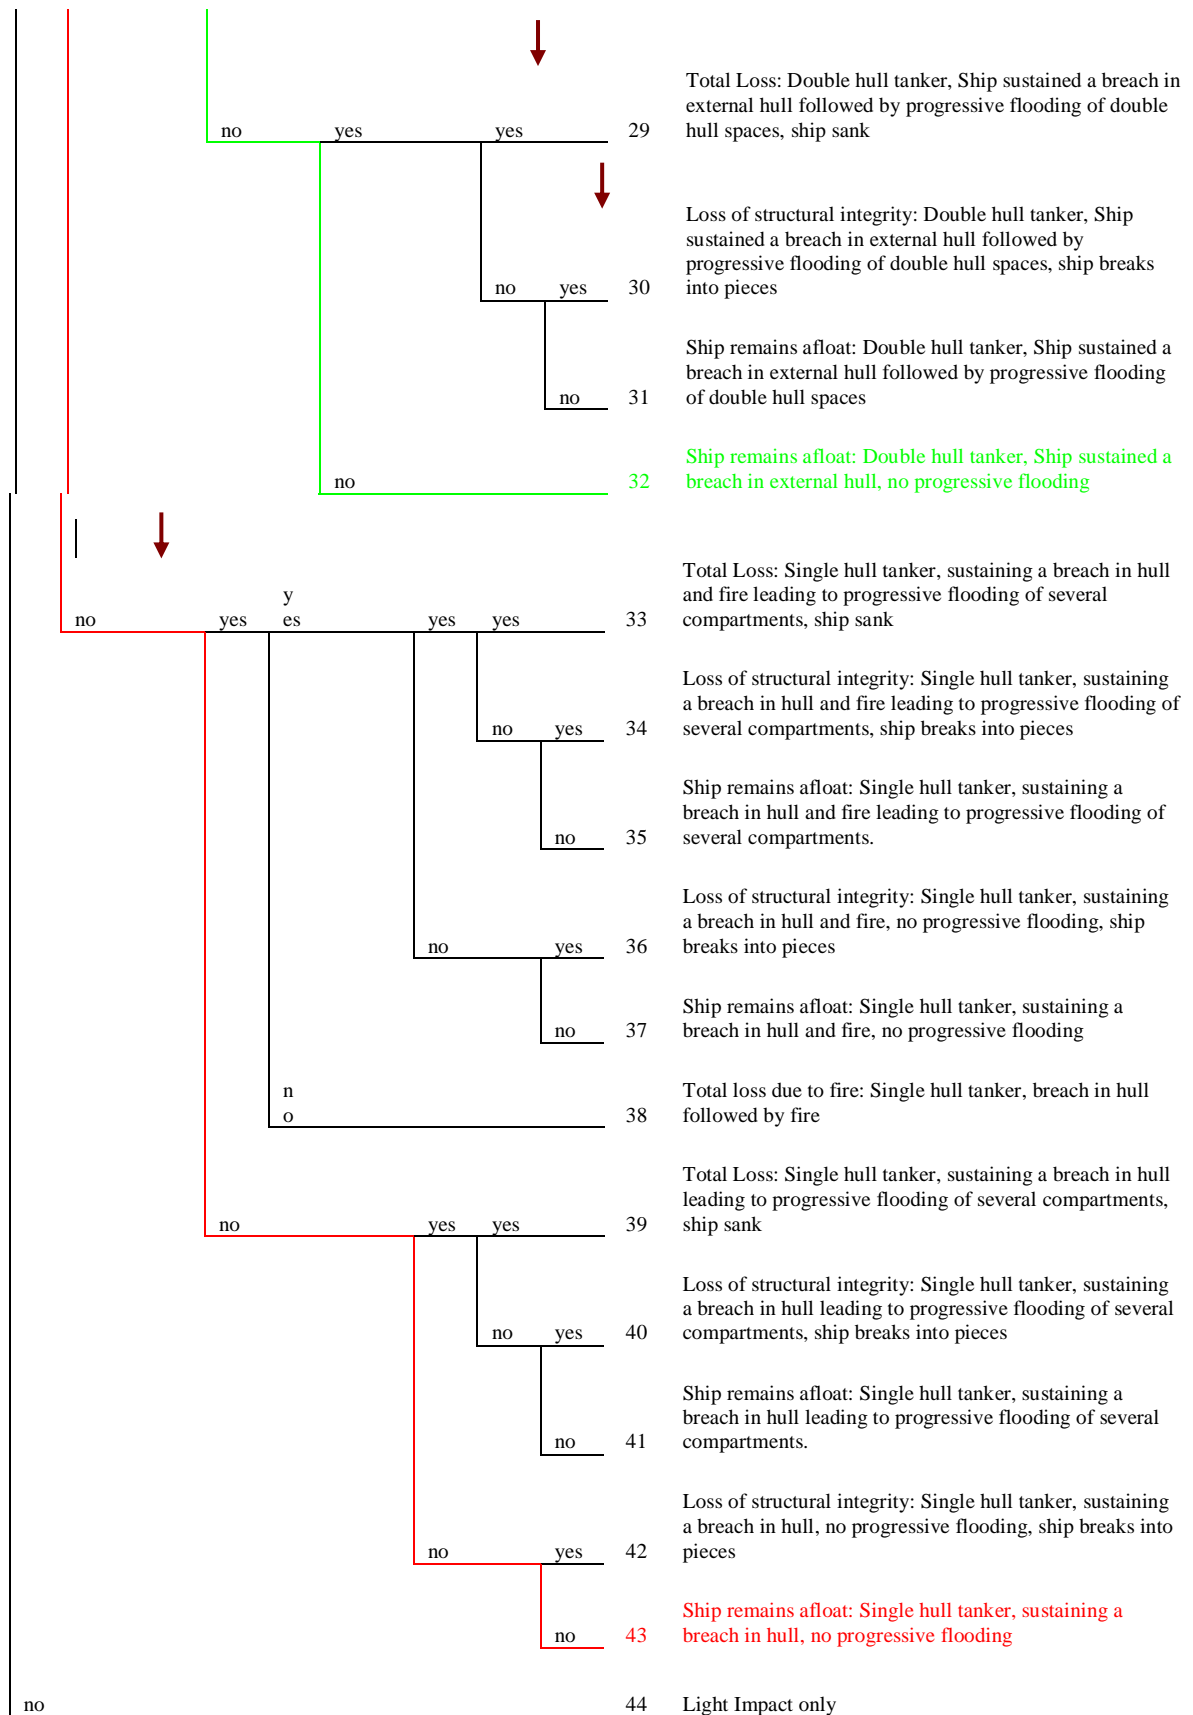 Total Loss: Double hull tanker, Ship sustained a breach in
external hull followed by progressive flooding of double
no yes yes 29 hull spaces, ship sank
Loss of structural integrity: Double hull tanker, Ship
sustained a breach in external hull followed by
progressive flooding of double hull spaces, ship breaks
no yes 30 into pieces
Ship remains afloat: Double hull tanker, Ship sustained a
breach in external hull followed by progressive flooding
no 31 of double hull spaces
Ship remains afloat: Double hull tanker, Ship sustained a
no 32 breach in external hull, no progressive flooding
Total Loss: Single hull tanker, sustaining a breach in hull
y and fire leading to progressive flooding of several
no yes es yes yes 33 compartments, ship sank
Loss of structural integrity: Single hull tanker, sustaining
a breach in hull and fire leading to progressive flooding of
no yes 34 several compartments, ship breaks into pieces
Ship remains afloat: Single hull tanker, sustaining a
breach in hull and fire leading to progressive flooding of
no 35 several compartments.
Loss of structural integrity: Single hull tanker, sustaining
a breach in hull and fire, no progressive flooding, ship
no yes 36 breaks into pieces
Ship remains afloat: Single hull tanker, sustaining a
no 37 breach in hull and fire, no progressive flooding
n Total loss due to fire: Single hull tanker, breach in hull
o 38 followed by fire
Total Loss: Single hull tanker, sustaining a breach in hull
leading to progressive flooding of several compartments,
no yes yes 39 ship sank
Loss of structural integrity: Single hull tanker, sustaining
a breach in hull leading to progressive flooding of several
no yes 40 compartments, ship breaks into pieces
Ship remains afloat: Single hull tanker, sustaining a
breach in hull leading to progressive flooding of several
no 41 compartments.
Loss of structural integrity: Single hull tanker, sustaining
a breach in hull, no progressive flooding, ship breaks into
no yes 42 pieces
Ship remains afloat: Single hull tanker, sustaining a
no 43 breach in hull, no progressive flooding
no 44 Light Impact only